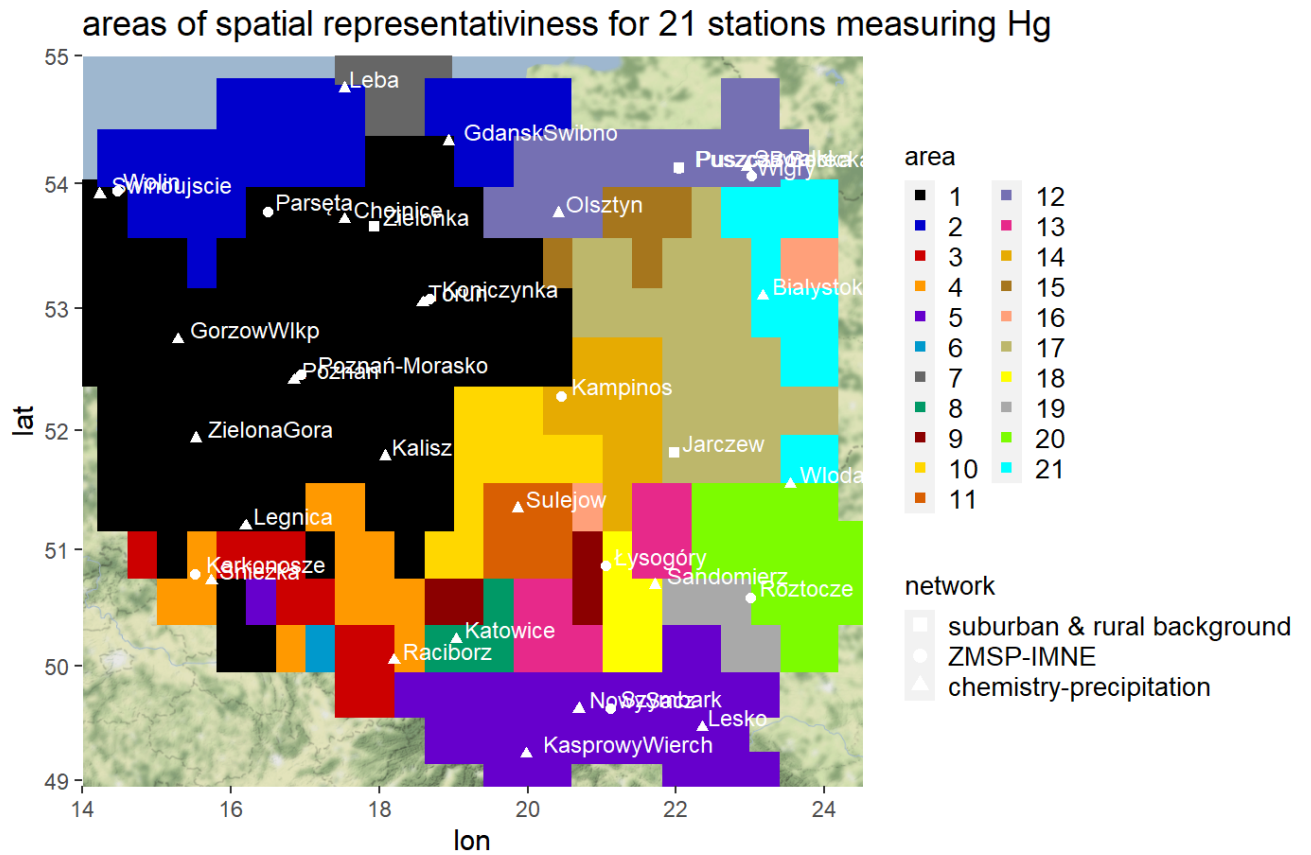 areas of spatial representativiness for 21 stations measuring Hg
55
54
53
52
51
50
49
lat
14
16
18
20
22
24
lon
Leba
GdanskSwibno
Wolin
Swinoujscie
Parsęta
Chojnice
Zielonka
Olsztyn
Wigry
Koniczynka
Torun
Bialystok
GorzowWlkp
Poznań-Morasko
Poznan
Kampinos
ZielonaGora
Kalisz
Jarczew
Wloda
Legnica
Sulejow
Karkonosze
Sniezka
Łysogóry
Sandomierz
Roztocze
Katowice
Raciborz
NowySacz
Szymbark
Lesko
KasprowyWierch
area
1
2
3
4
5
6
7
8
9
10
11
12
13
14
15
16
17
18
19
20
21
network
suburban & rural background
ZMSP-IMNE
chemistry-precipitation